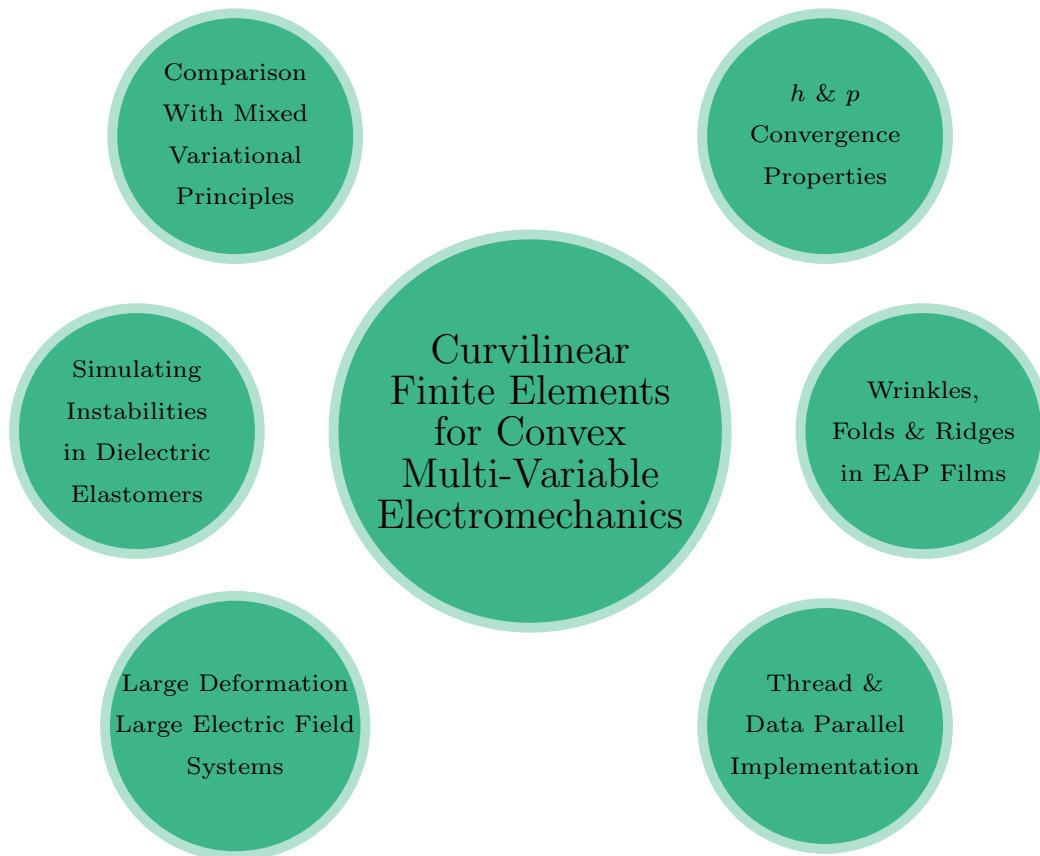 Comparison
With Mixed
Variational
Principles
h & p
Convergence
Properties
Curvilinear
Finite Elements
for Convex
Multi-Variable
Electromechanics
Simulating
Instabilities
in Dielectric
Elastomers
Wrinkles,
Folds & Ridges
in EAP Films
Large Deformation
Large Electric Field
Systems
Thread &
Data Parallel
Implementation